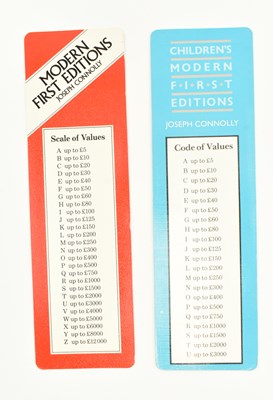 MODERN
FIRST EDITIONS
JOSEPH CONNOLLY
Scale of Values
A up to £5
B up to £10
C up to £20
D up to £30
E up to £40
F up to £50
G up to £60
H up to £80
I up to £100
J up to £125
K up to £150
L up to £200
M up to £250
N up to £300
O up to £400
P up to £500
Q up to £750
R up to £1000
S up to £1500
T up to £2000
U up to £3000
V up to £4000
W up to £5000
X up to £6000
Y up to £8000
Z up to £12000
CHILDREN'S
MODERN
F·I·R·S·T
EDITIONS
JOSEPH CONNOLLY
Code of Values
A up to £5
B up to £10
C up to £20
D up to £30
E up to £40
F up to £50
G up to £60
H up to £80
I up to £100
J up to £125
K up to £150
L up to £200
M up to £250
N up to £300
O up to £400
P up to £500
Q up to £750
R up to £1000
S up to £1500
T up to £2000
U up to £3000